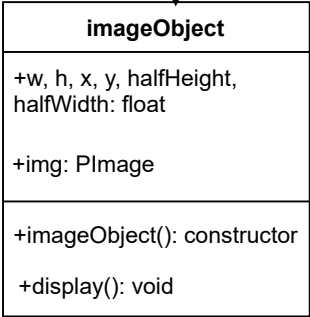 imageObject
+w, h, x, y, halfHeight,
halfWidth: float
+img: PImage
+imageObject(): constructor
+display(): void